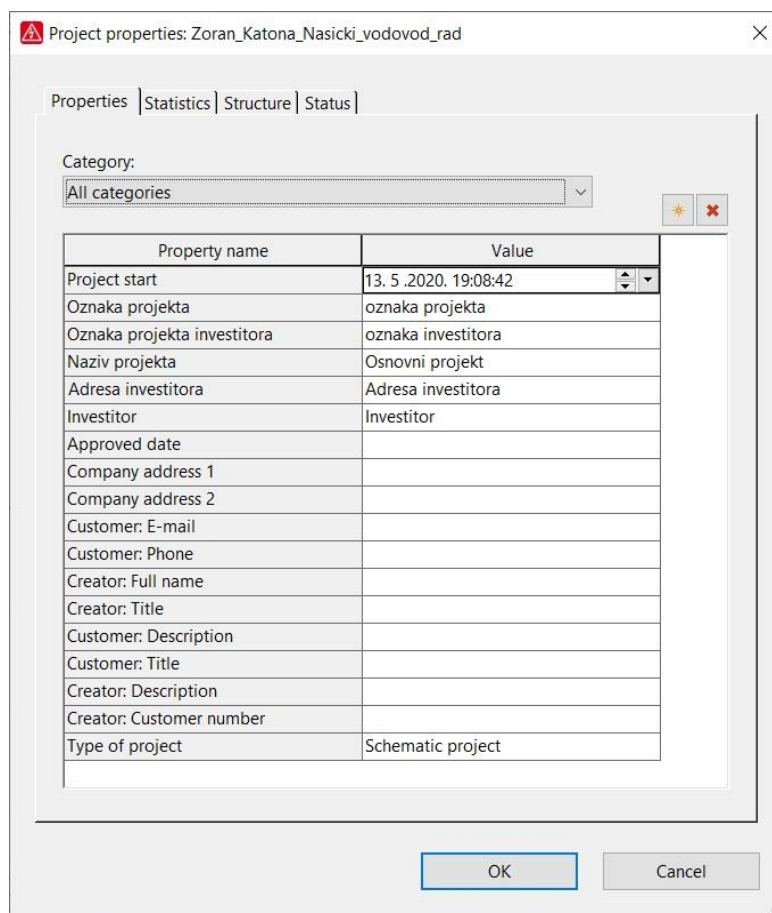 Project properties: Zoran_Katona_Nasicki_vodovod_rad
Properties Statistics Structure Status
Category:
All categories
Property name Value
Project start 13. 5 .2020. 19:08:42
Oznaka projekta oznaka projekta
Oznaka projekta investitora oznaka investitora
Naziv projekta Osnovni projekt
Adresa investitora Adresa investitora
Investitor Investitor
Approved date
Company address 1
Company address 2
Customer: E-mail
Customer: Phone
Creator: Full name
Creator: Title
Customer: Description
Customer: Title
Creator: Description
Creator: Customer number
Type of project Schematic project
OK Cancel